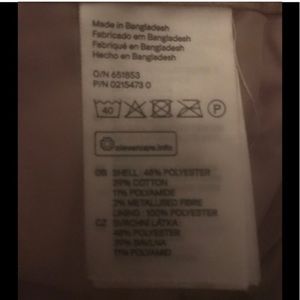 Made in Bangladesh
Fabricado em Bangladesh
Fabriqué en Bangladesh
Hecho en Bangladesh
O/N 651853
P/N 0215473 0
40
P
clevercare.info
GB SHELL: 48% POLYESTER
39% COTTON
11% POLYAMIDE
2% METALLISED FIBRE
LINING: 100% POLYESTER
CZ SVRCHNÍ LÁTKA:
48% POLYESTER
39% BAVLNA
11% POLYAMID